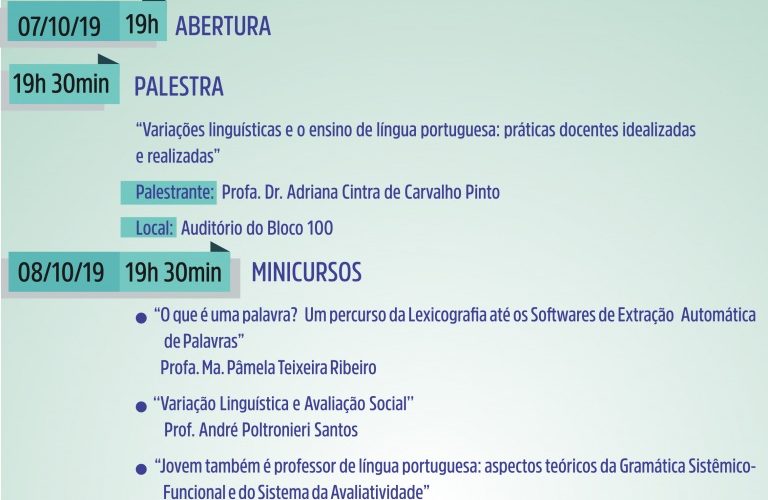 07/10/19 19h ABERTURA
19h 30min PALESTRA
“Variações linguísticas e o ensino de língua portuguesa: práticas docentes idealizadas
e realizadas”
Palestrante: Profa. Dr. Adriana Cintra de Carvalho Pinto
Local: Auditório do Bloco 100
08/10/19 19h 30min MINICURSOS
● “O que é uma palavra? Um percurso da Lexicografia até os Softwares de Extração Automática
de Palavras”
Profa. Ma. Pâmela Teixeira Ribeiro
● “Variação Linguística e Avaliação Social”
Prof. André Poltronieri Santos
● “Jovem também é professor de língua portuguesa: aspectos teóricos da Gramática Sistêmico-
Funcional e do Sistema da Avaliatividade”